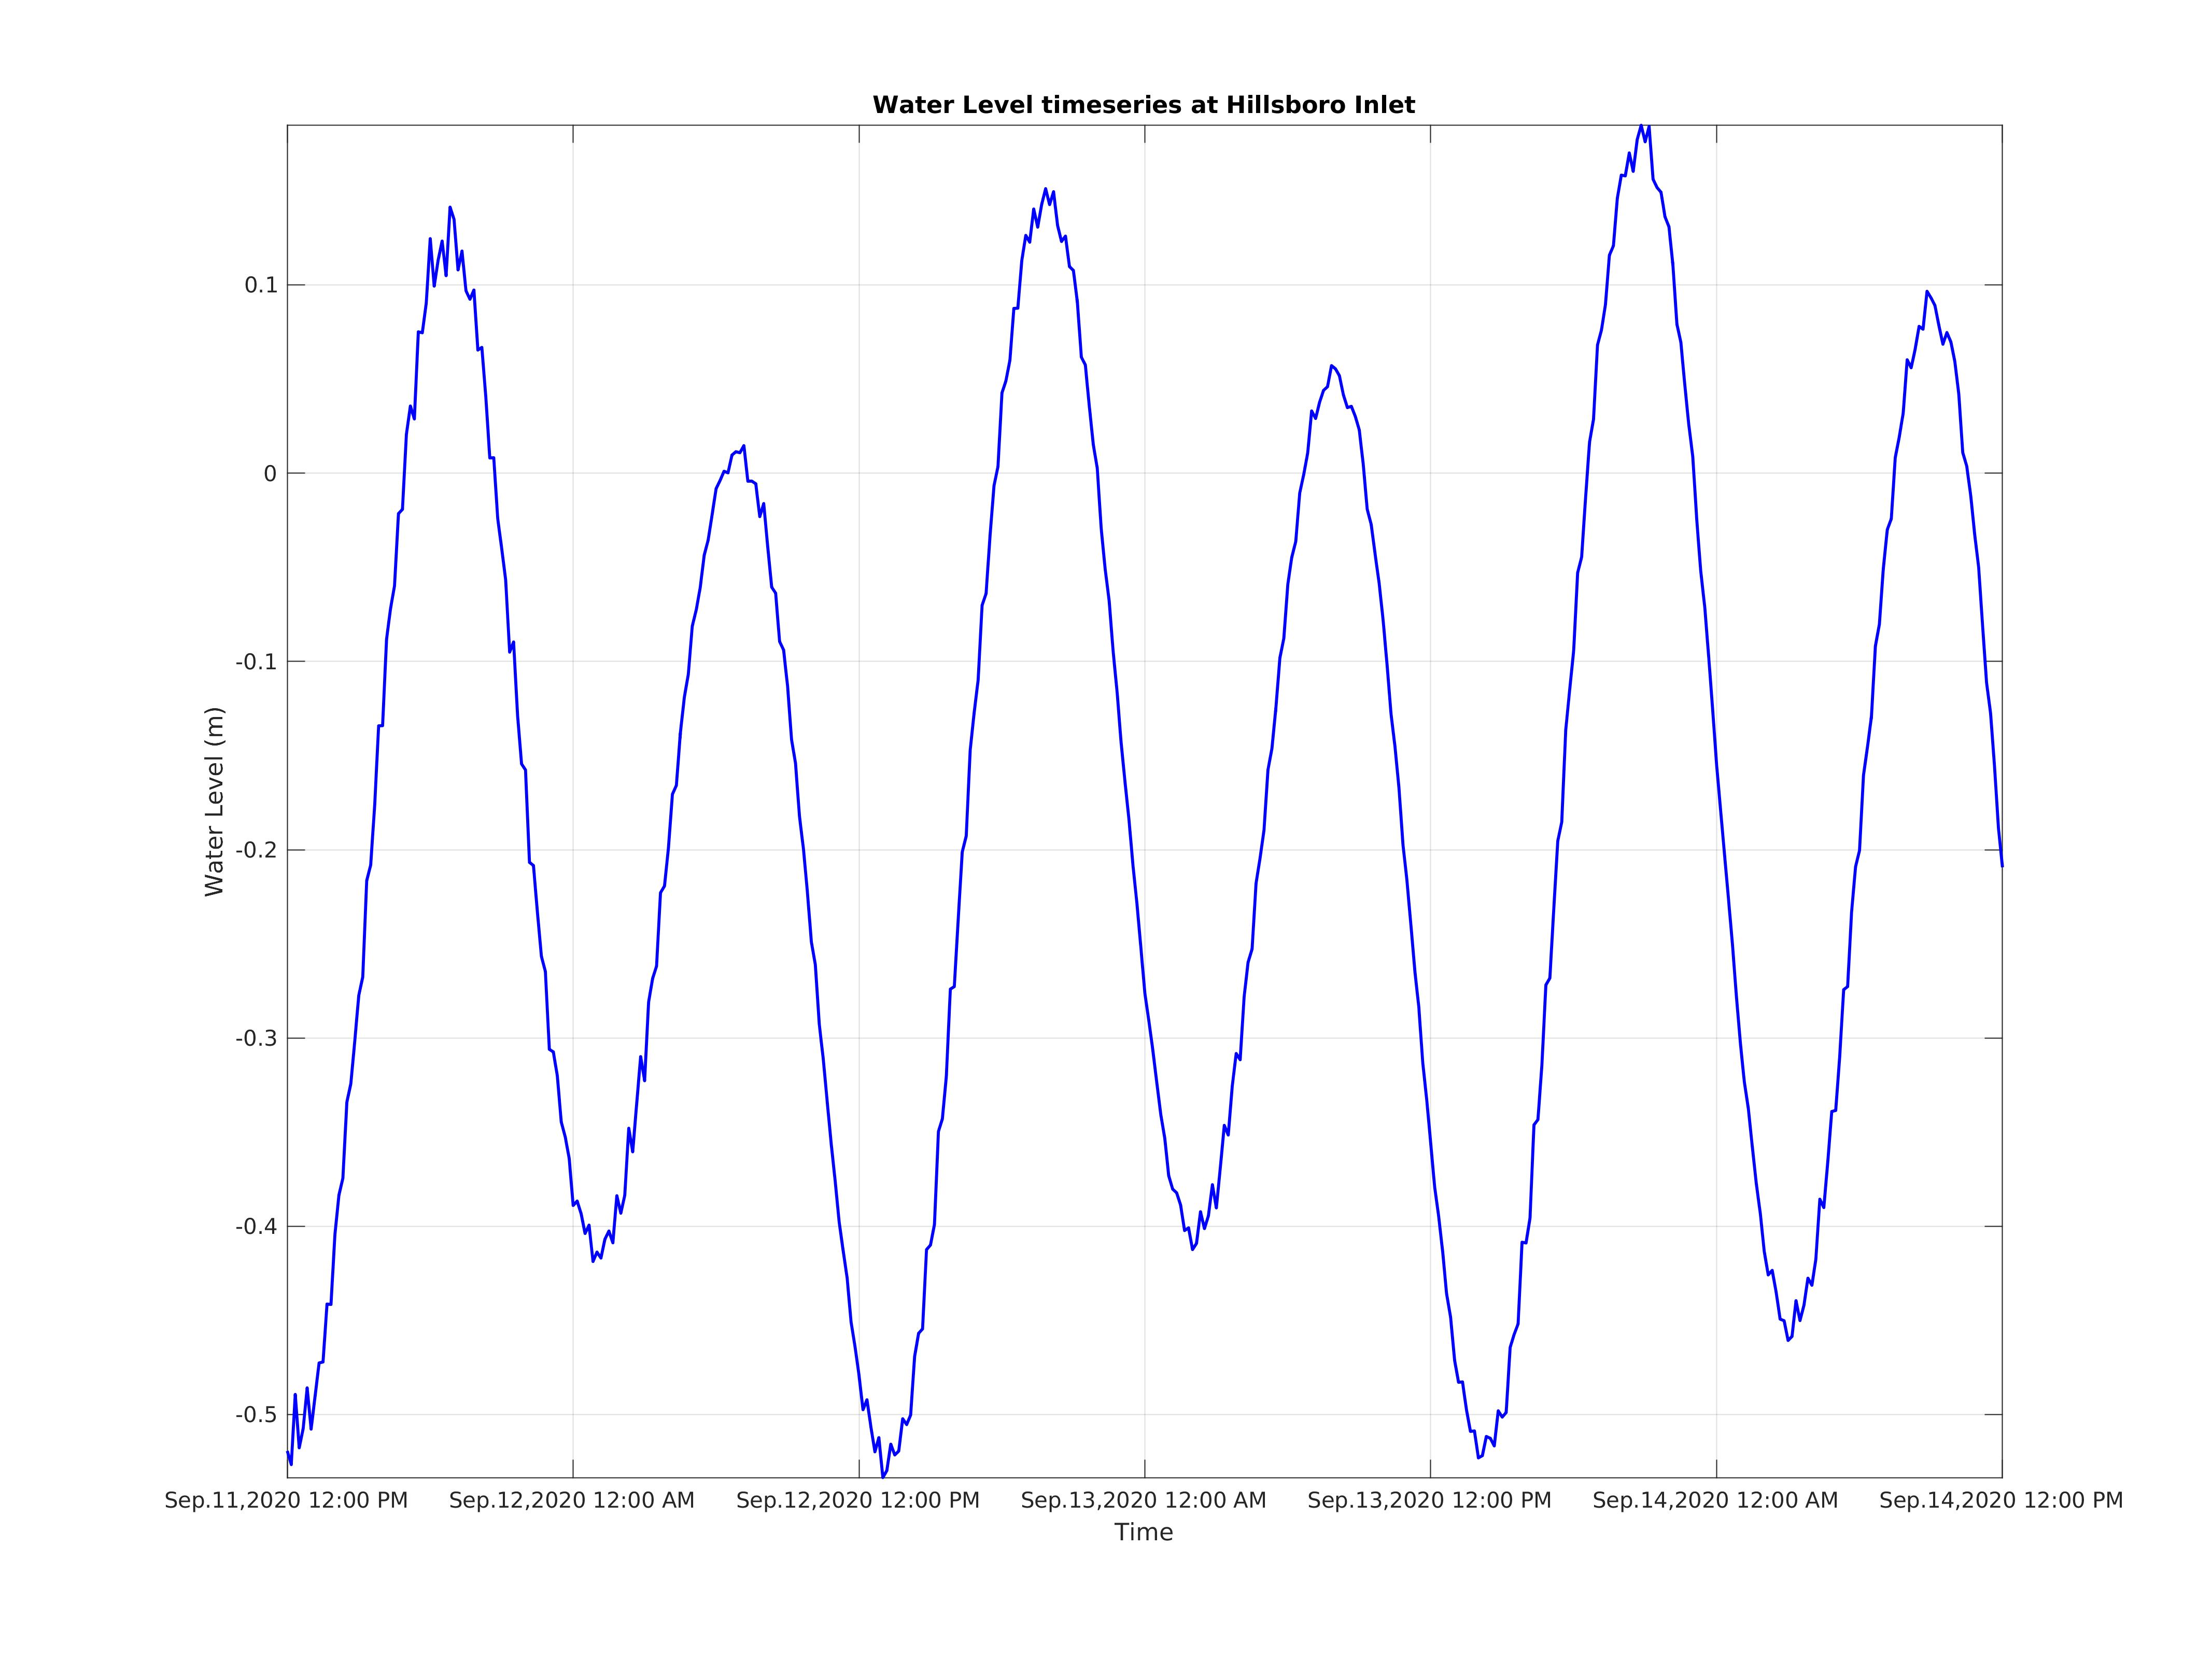 Water Level timeseries at Hillsboro Inlet
0.1
0
-0.1
-0.2
-0.3
-0.4
-0.5
Water Level (m)
Sep.11,2020 12:00 PM Sep.12,2020 12:00 AM Sep.12,2020 12:00 PM Sep.13,2020 12:00 AM Sep.13,2020 12:00 PM Sep.14,2020 12:00 AM Sep.14,2020 12:00 PM
Time